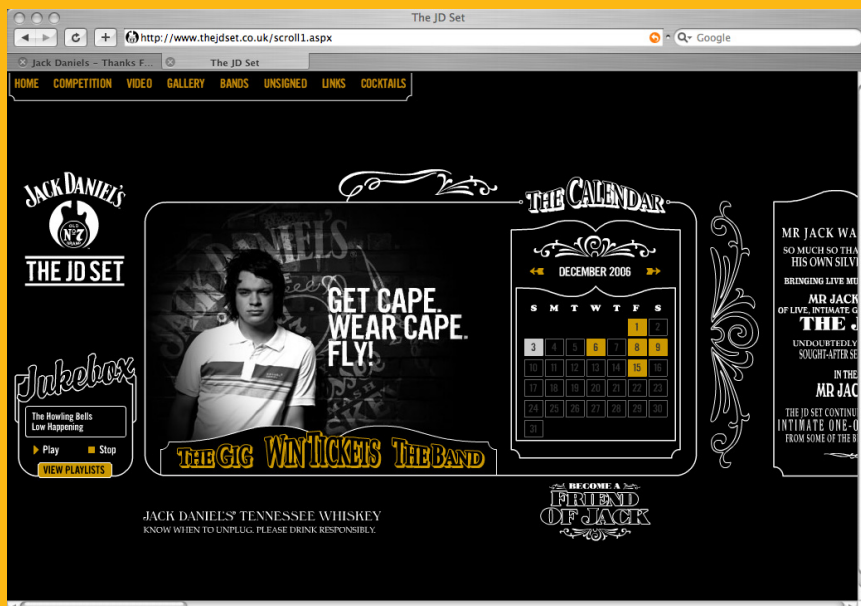 The JD Set
http://www.thejdset.co.uk/scroll1.aspx
Google
Jack Daniels – Thanks F...
The JD Set
HOME COMPETITION VIDEO GALLERY BANDS UNSIGNED LINKS COCKTAILS
JACK DANIEL'S
OLD
Nº7
BRAND
THE JD SET
JACK DANIEL'S
GET CAPE.
WEAR CAPE.
FLY!
THE GIG WIN TICKETS THE BAND
THE CALENDAR
DECEMBER 2006
S M T W T F S
1 2
3 4 5 6 7 8 9
10 11 12 13 14 15 16
17 18 19 20 21 22 23
24 25 26 27 28 29 30
31
MR JACK WA
SO MUCH SO THA
HIS OWN SILV
BRINGING LIVE MU
MR JACK
OF LIVE, INTIMATE G
THE J
UNDOUBTEDLY
SOUGHT-AFTER SE
IN THE
MR JAC
THE JD SET CONTINU
INTIMATE ONE-O
FROM SOME OF THE B
Jukebox
The Howling Bells
Low Happening
Play Stop
VIEW PLAYLISTS
BECOME A
FRIEND
OF JACK
JACK DANIEL'S® TENNESSEE WHISKEY
KNOW WHEN TO UNPLUG. PLEASE DRINK RESPONSIBLY.